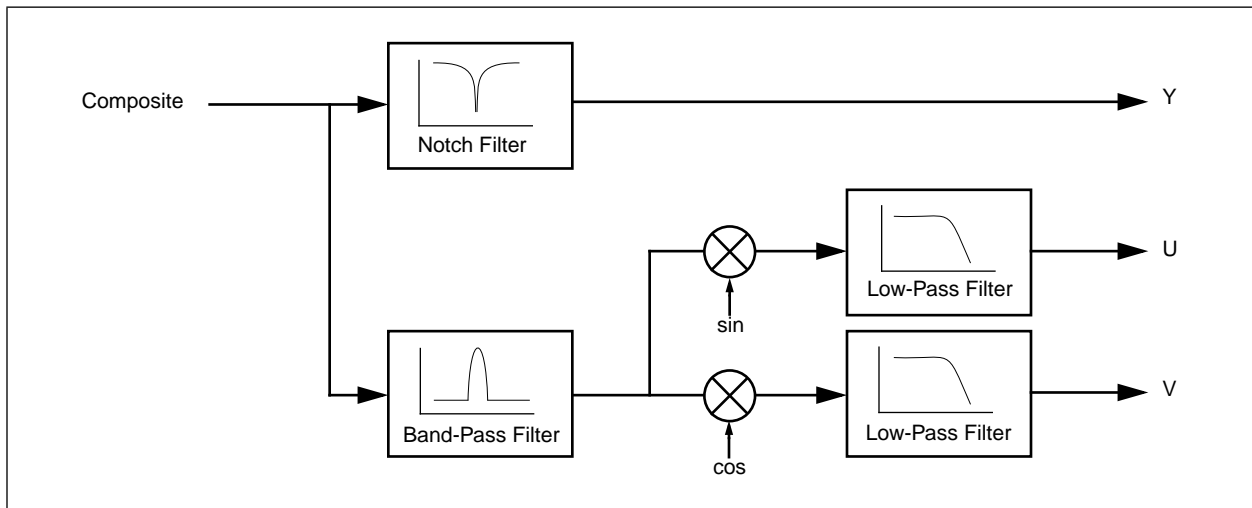 Composite
Notch Filter
Y
sin
Low-Pass Filter
U
Band-Pass Filter
cos
Low-Pass Filter
V